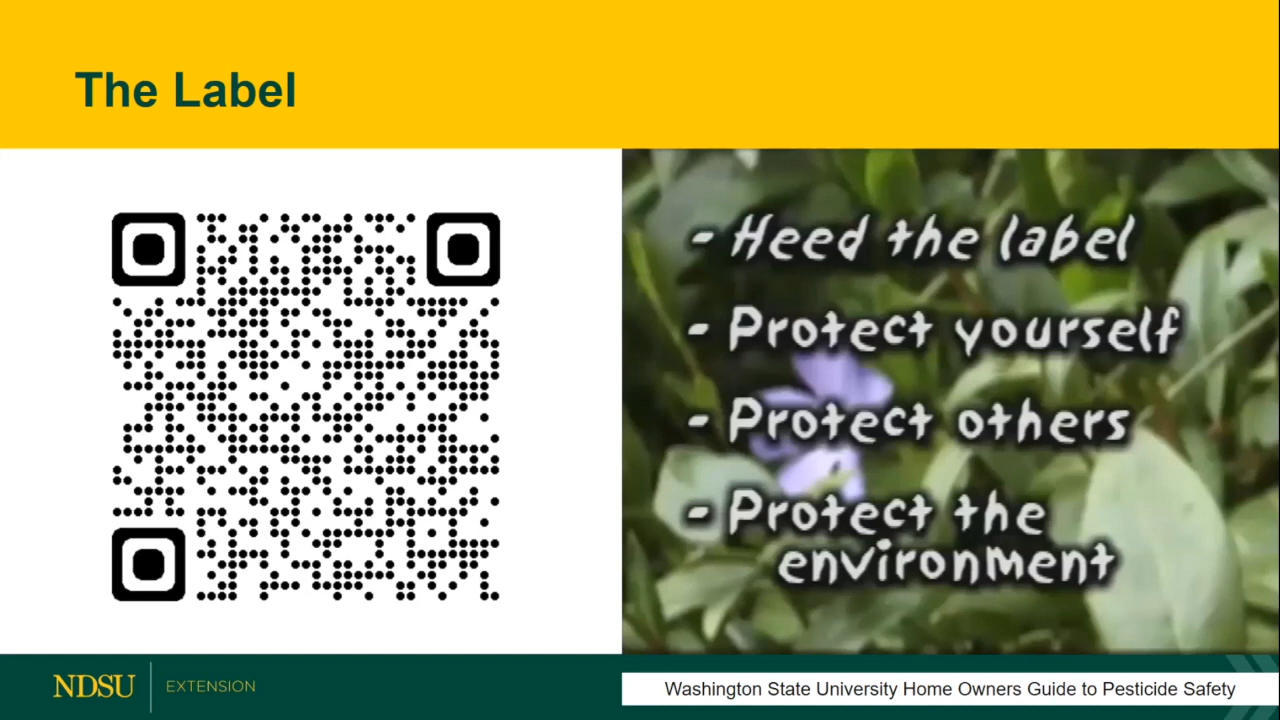 The Label
- Heed the label
- Protect yourself
- Protect others
- Protect the
environment
NDSU
EXTENSION
Washington State University Home Owners Guide to Pesticide Safety